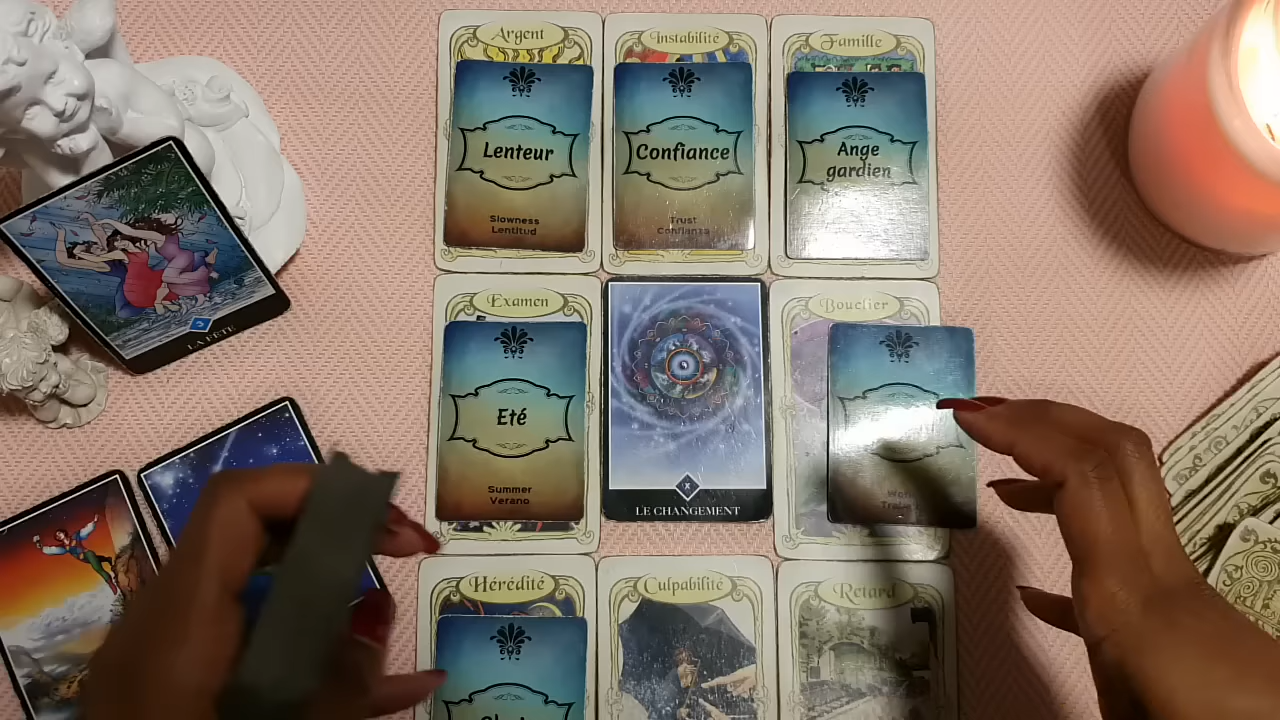 Argent
Instabilité
Famille
Lenteur
Slowness
Lentitud
Confiance
Trust
Confianza
Ange
gardien
LA FÊTE
Examen
Eté
Summer
Verano
X
LE CHANGEMENT
Bouclier
Hérédité
Culpabilité
Retard